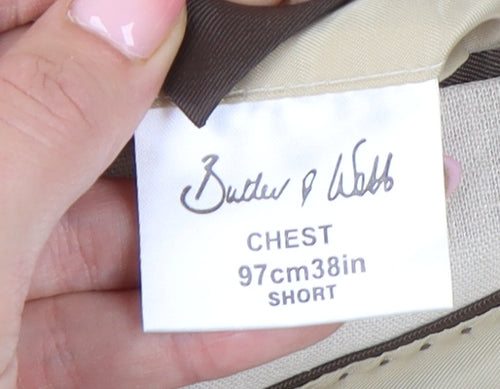 Butler & Webb
CHEST
97cm38in
SHORT